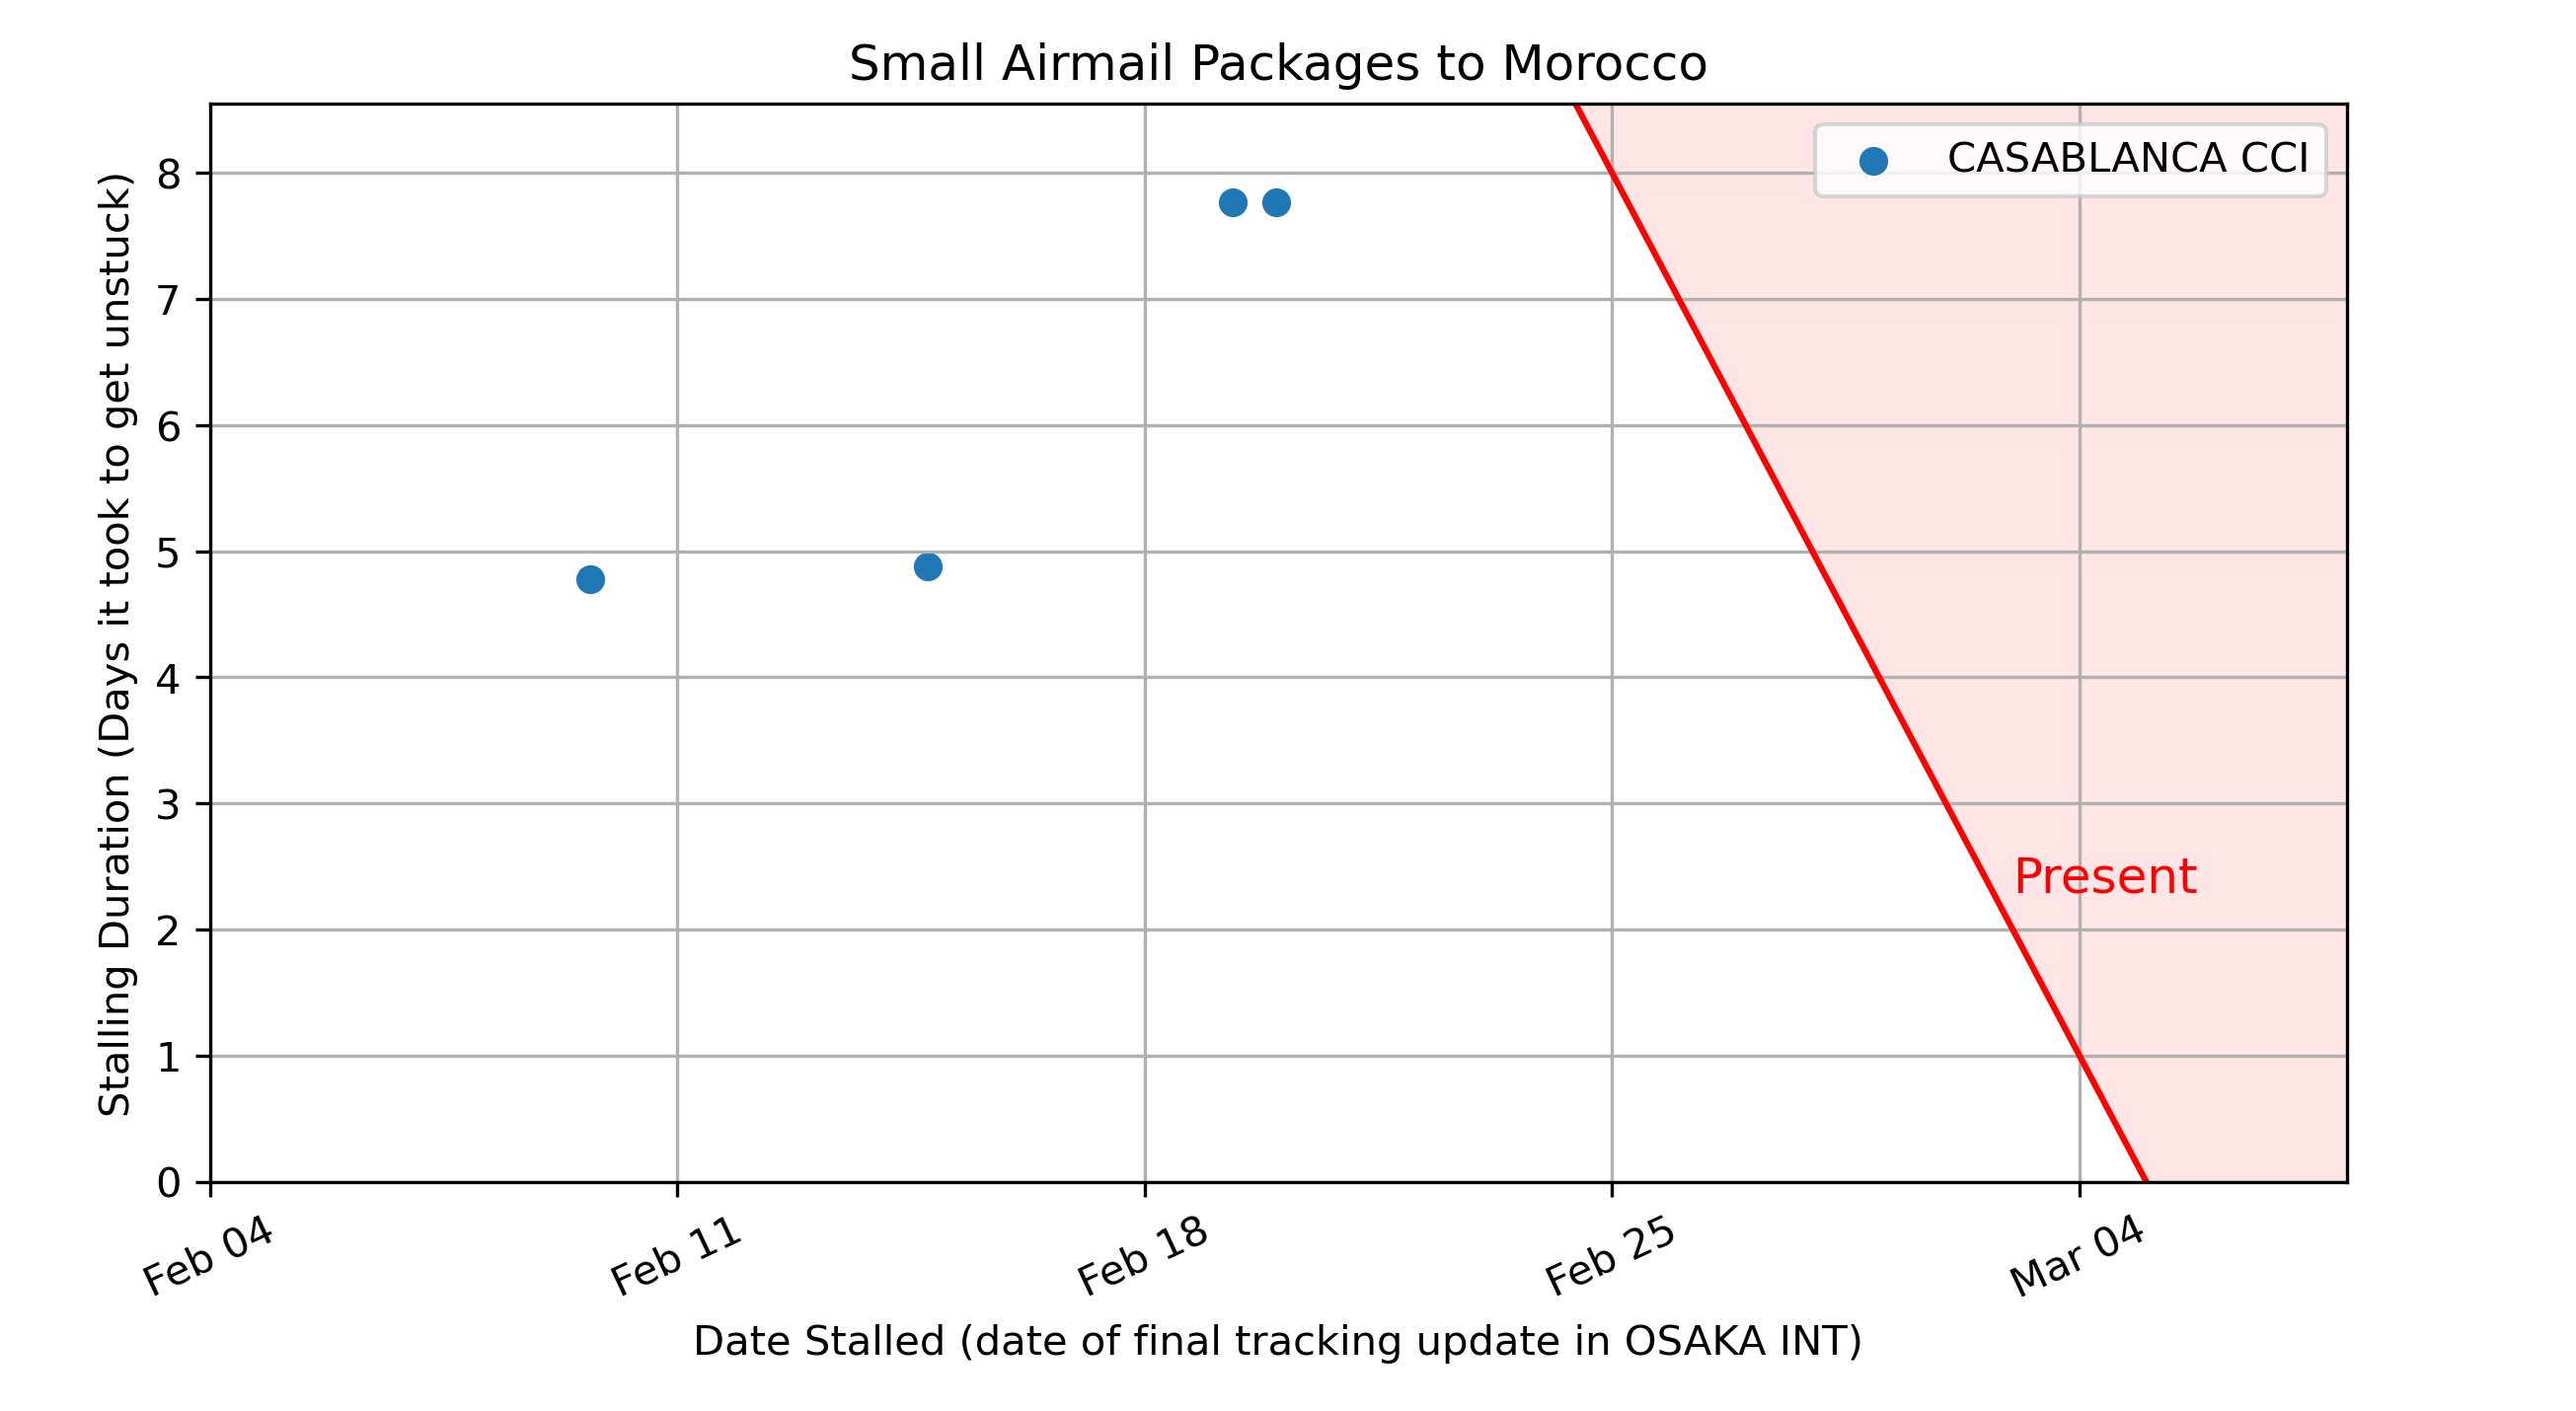 Small Airmail Packages to Morocco
CASABLANCA CCI
Stalling Duration (Days it took to get unstuck)
8
7
6
5
4
3
2
1
0
Present
Feb 04
Feb 11
Feb 18
Feb 25
Mar 04
Date Stalled (date of final tracking update in OSAKA INT)